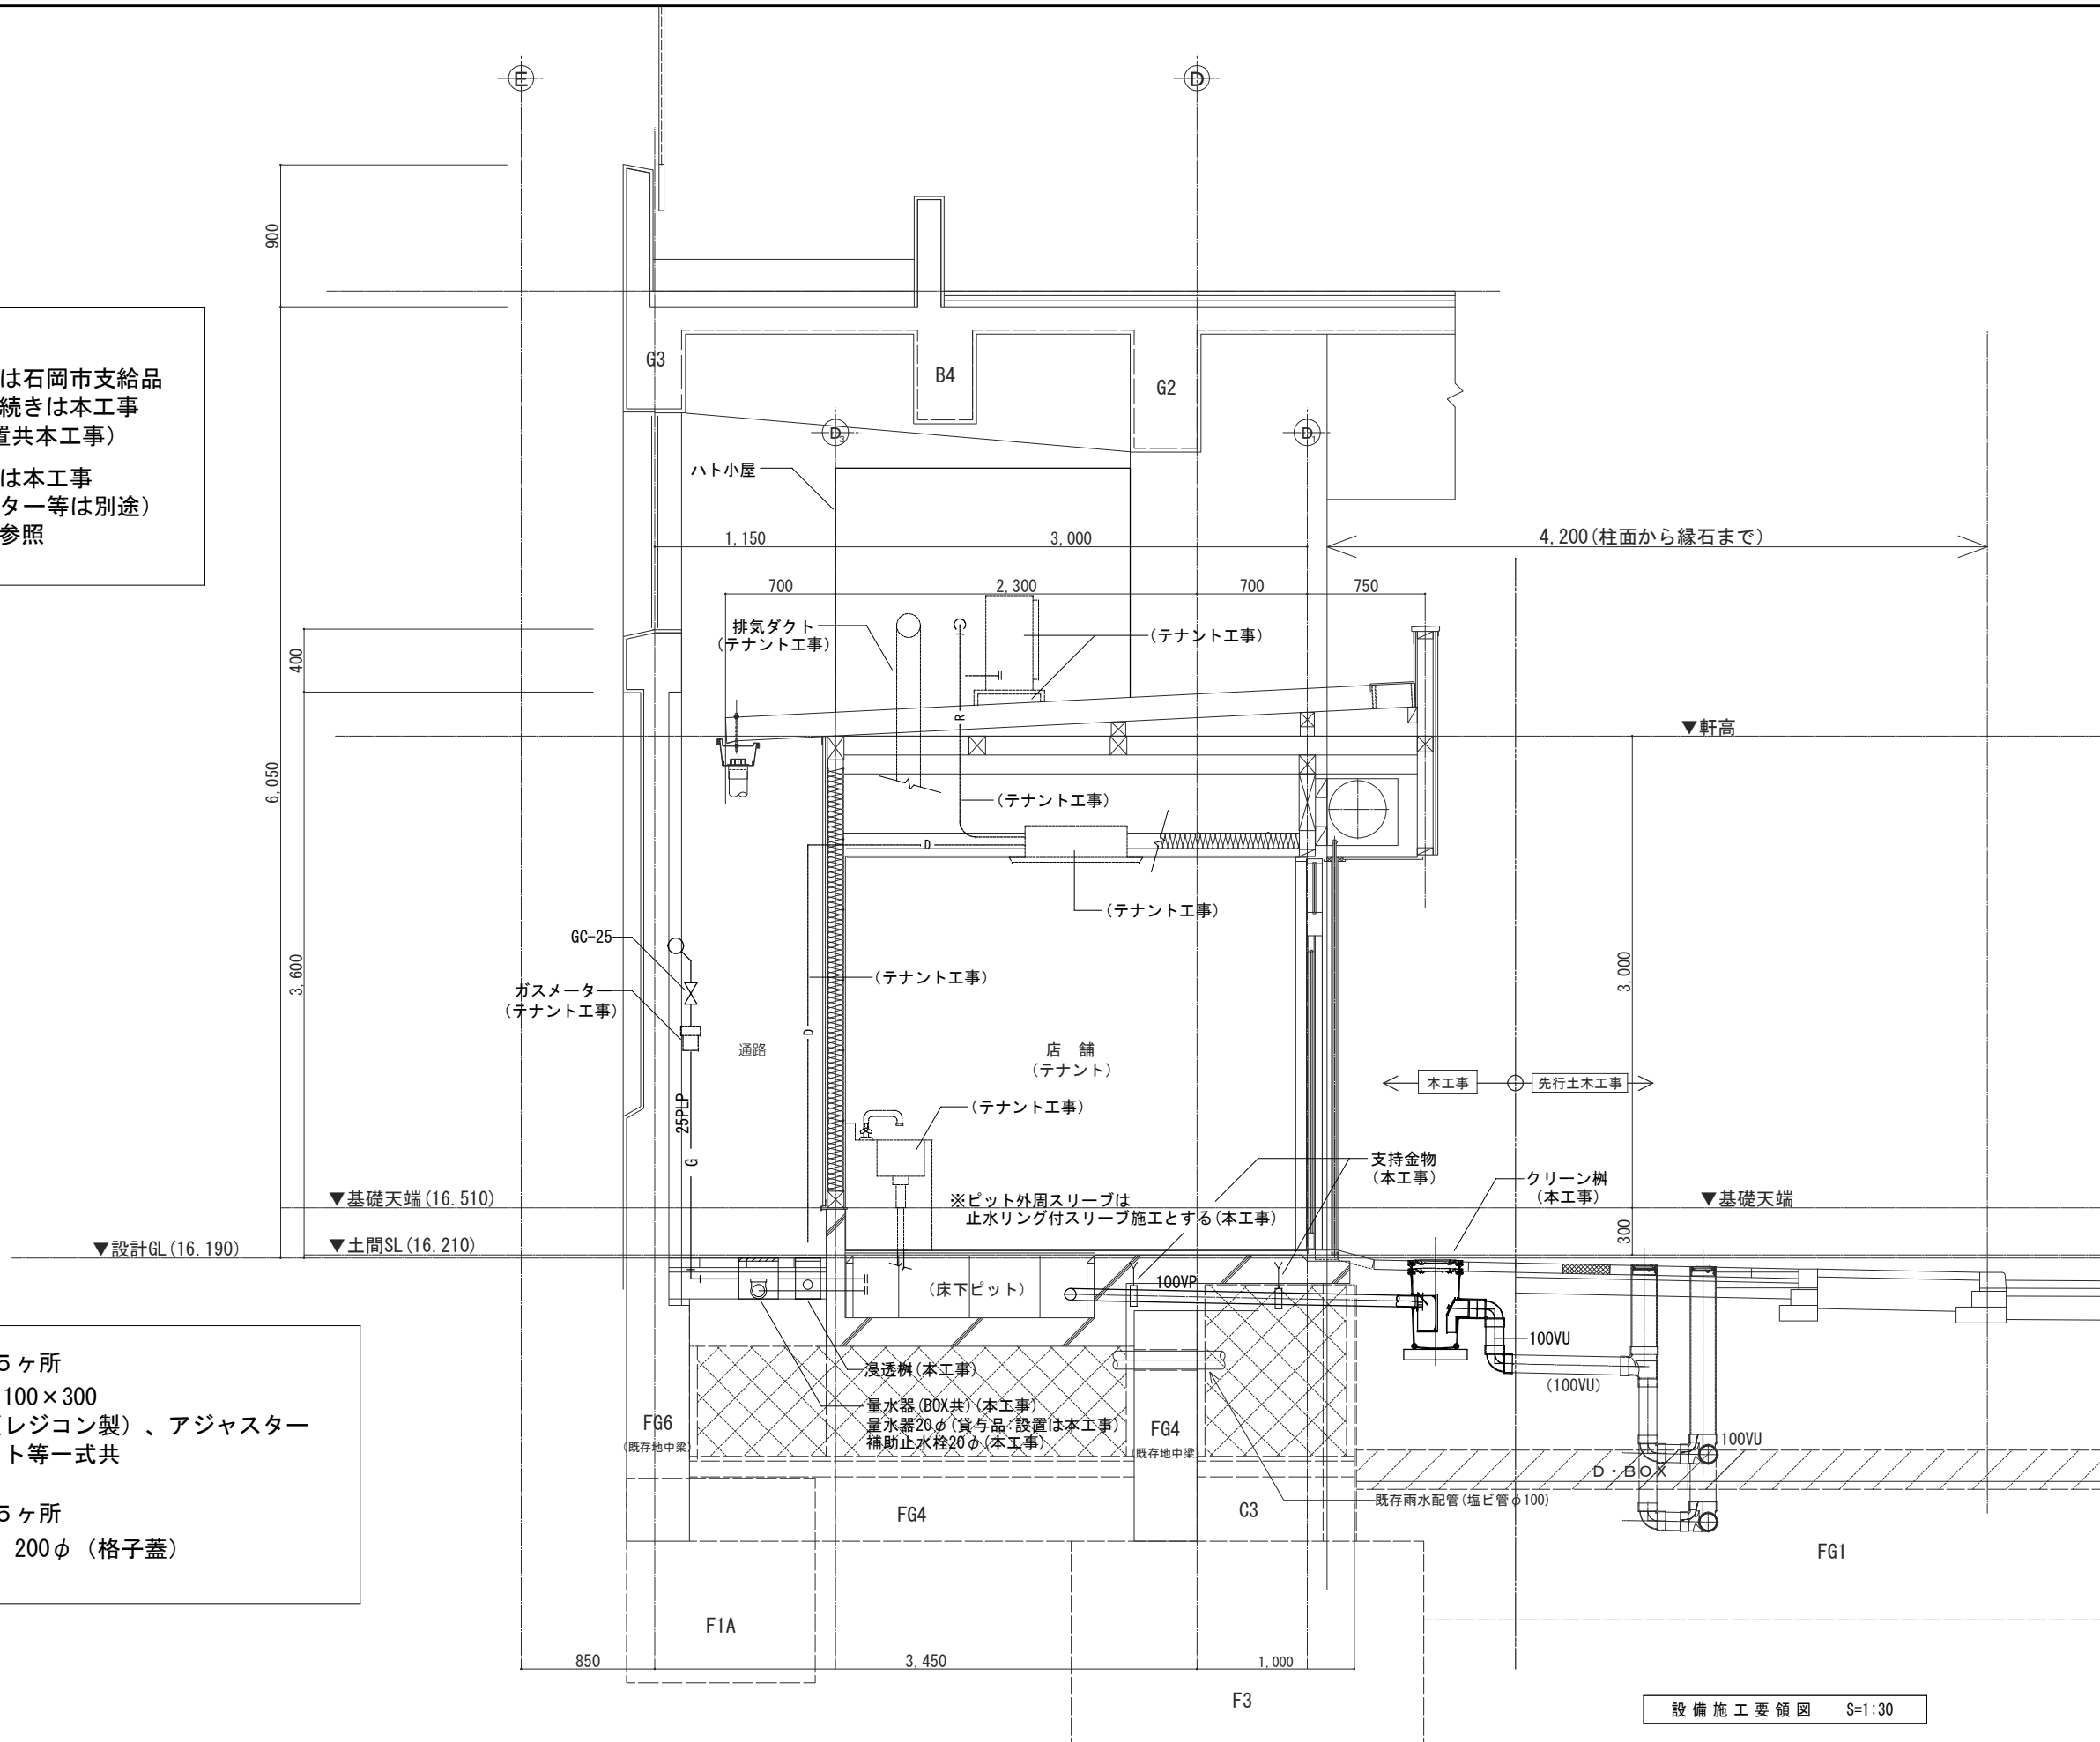 E
D
900
G3
B4
G2
は石岡市支給品
続きは本工事
置共本工事)
は本工事
ター等は別途)
参照
D3
D1
ハト小屋
1,150
3,000
4,200(柱面から縁石まで)
700
2,300
700
750
排気ダクト
(テナント工事)
(テナント工事)
400
R
▼軒高
6,050
(テナント工事)
D
(テナント工事)
GC-25
3,600
(テナント工事)
3,000
ガスメーター
(テナント工事)
D
通路
店 舗
(テナント)
本工事
先行土木工事
25PLP
(テナント工事)
G
支持金物
(本工事)
クリーン桝
(本工事)
▼基礎天端(16.510)
※ピット外周スリーブは
止水リング付スリーブ施工とする(本工事)
▼基礎天端
300
▼設計GL(16.190)
▼土間SL(16.210)
(床下ピット)
100VP
100VU
(100VU)
5ヶ所
100×300
(レジコン製)、アジャスター
ト等一式共
浸透桝(本工事)
量水器(BOX共)(本工事)
量水器20φ(貸与品:設置は本工事)
補助止水栓20φ(本工事)
FG6
(既存地中梁)
FG4
(既存地中梁)
100VU
D・BOX
既存雨水配管(塩ビ管φ100)
5ヶ所
200φ (格子蓋)
FG4
C3
FG1
F1A
850
3,450
1,000
F3
設備施工要領図 S=1:30